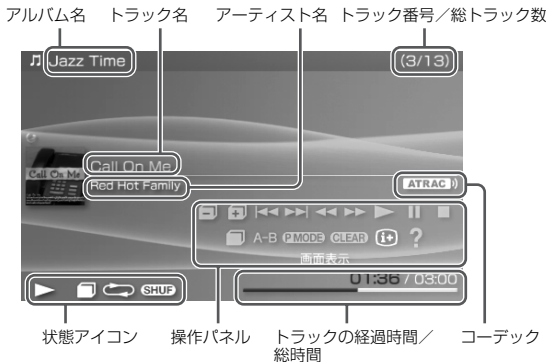 アルバム名 トラック名 アーティスト名 トラック番号／総トラック数
Jazz Time (3/13)
Call On Me
Call On Me
Red Hot Family
ATRAC
A-B P.MODE CLEAR i+ ?
画面表示
01:36 / 03:00
SHUF
状態アイコン 操作パネル トラックの経過時間／ コーデック
総時間